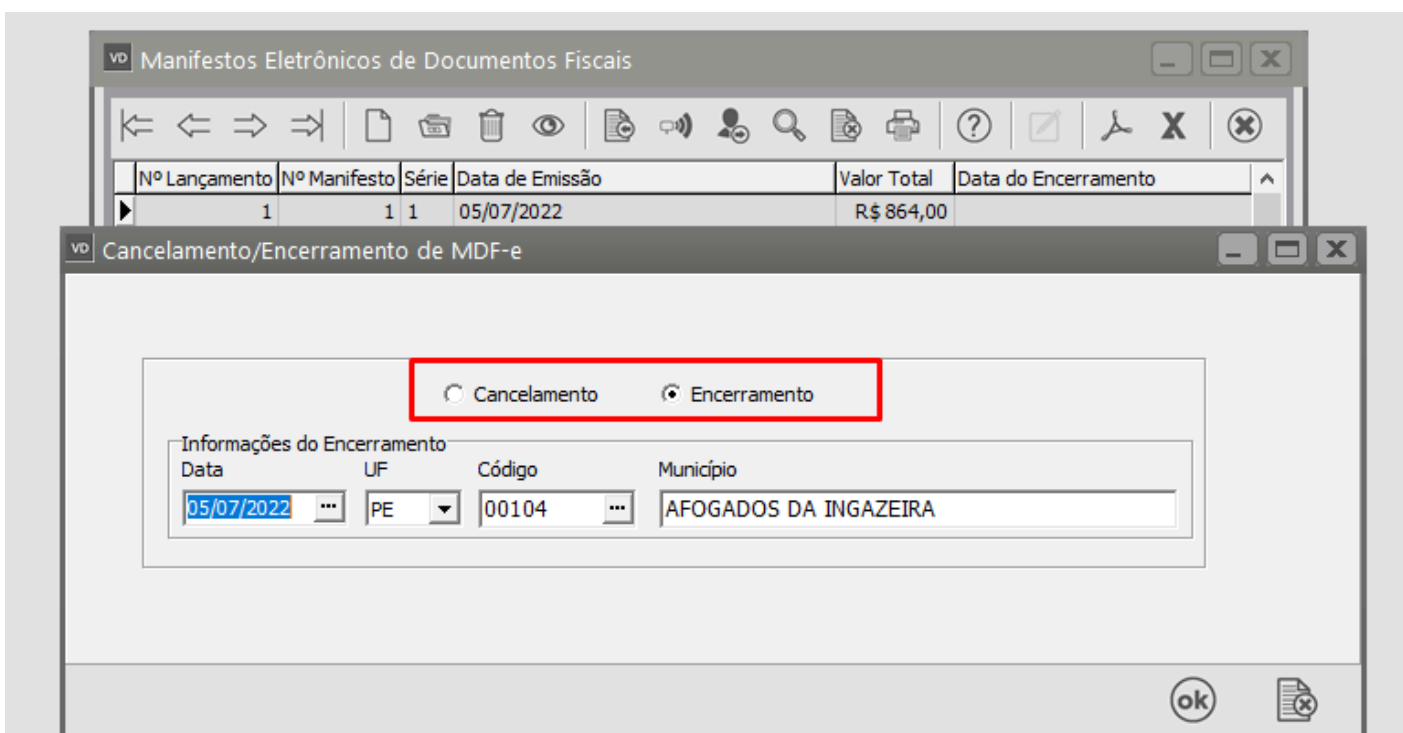 VD Manifestos Eletrônicos de Documentos Fiscais
Nº Lançamento Nº Manifesto Série Data de Emissão Valor Total Data do Encerramento
1 1 1 05/07/2022 R$ 864,00
VD Cancelamento/Encerramento de MDF-e
Cancelamento Encerramento
Informações do Encerramento
Data UF Código Município
05/07/2022 ... PE 00104 ... AFOGADOS DA INGAZEIRA
ok